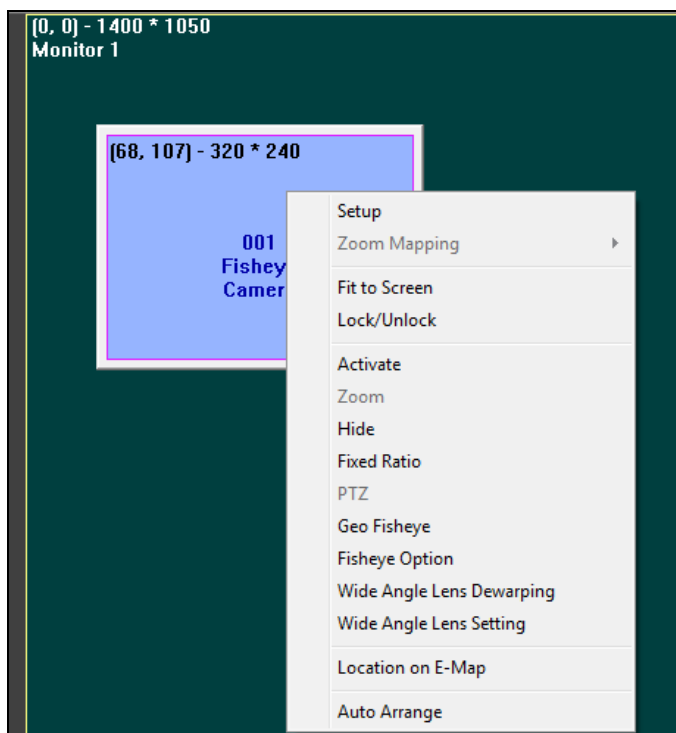 (0, 0) - 1400 * 1050
Monitor 1
(68, 107) - 320 * 240
001
Fishey
Camer
Setup
Zoom Mapping
Fit to Screen
Lock/Unlock
Activate
Zoom
Hide
Fixed Ratio
PTZ
Geo Fisheye
Fisheye Option
Wide Angle Lens Dewarping
Wide Angle Lens Setting
Location on E-Map
Auto Arrange